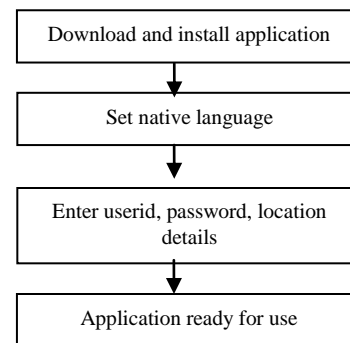 Download and install application
Set native language
Enter userid, password, location
details
Application ready for use